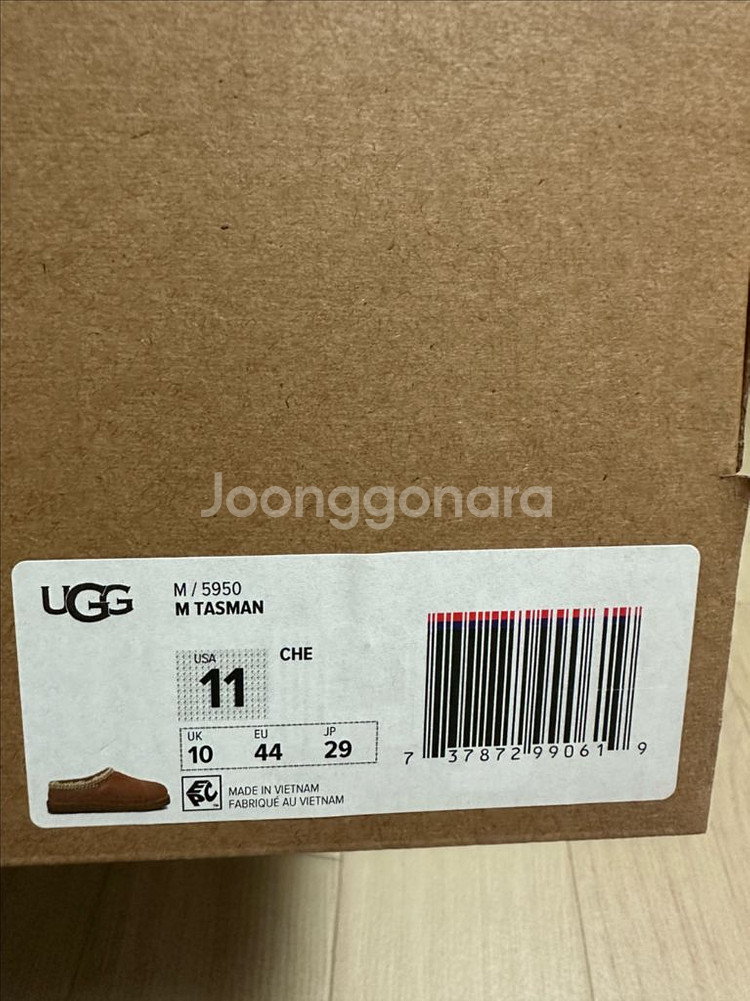 Joonggonara
UGG
M / 5950
M TASMAN
USA
11
CHE
UK EU JP
10 44 29
7 37872 99061 9
MADE IN VIETNAM
FABRIQUÉ AU VIETNAM